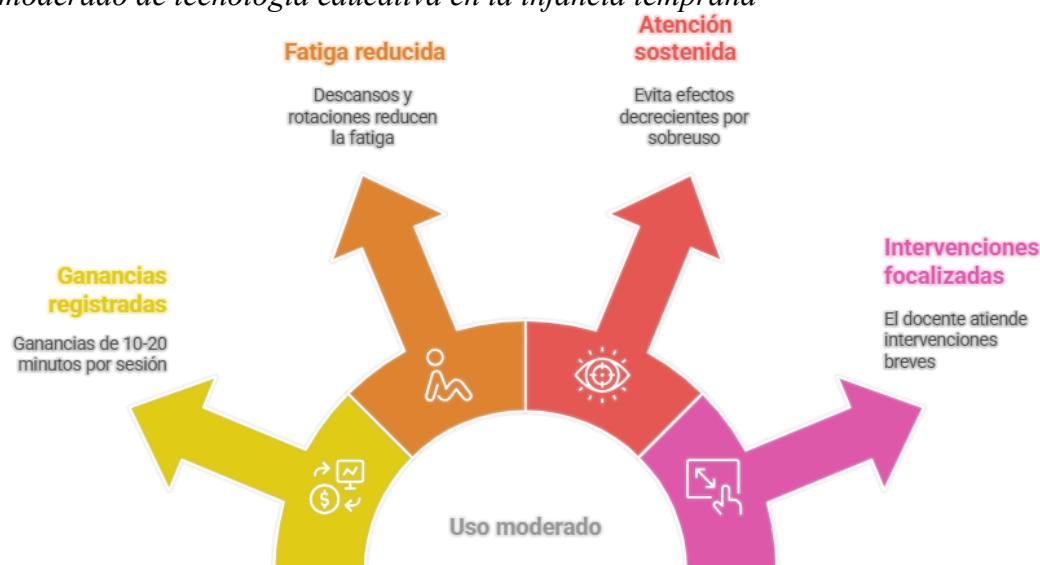 moderado de tecnología educativa en la infancia temprana
Fatiga reducida
Descansos y
rotaciones reducen
la fatiga
Atención
sostenida
Evita efectos
decrecientes por
sobreuso
Ganancias
registradas
Ganancias de 10-20
minutos por sesión
Intervenciones
focalizadas
El docente atiende
intervenciones
breves
$
Uso moderado